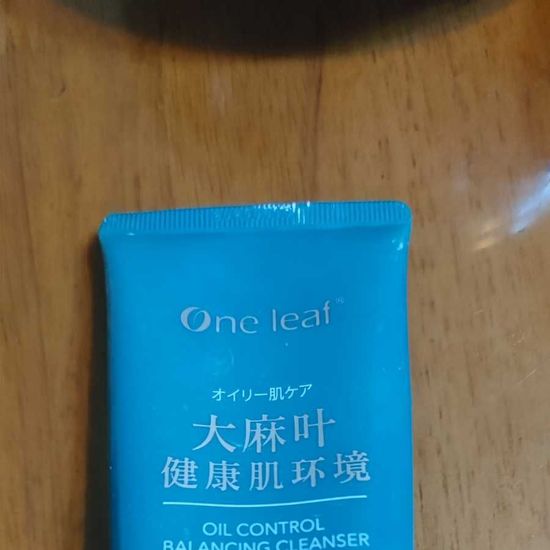 One leaf®
オイリー肌ケア
大麻叶
健康肌环境
OIL CONTROL
BALANCING CLEANSER